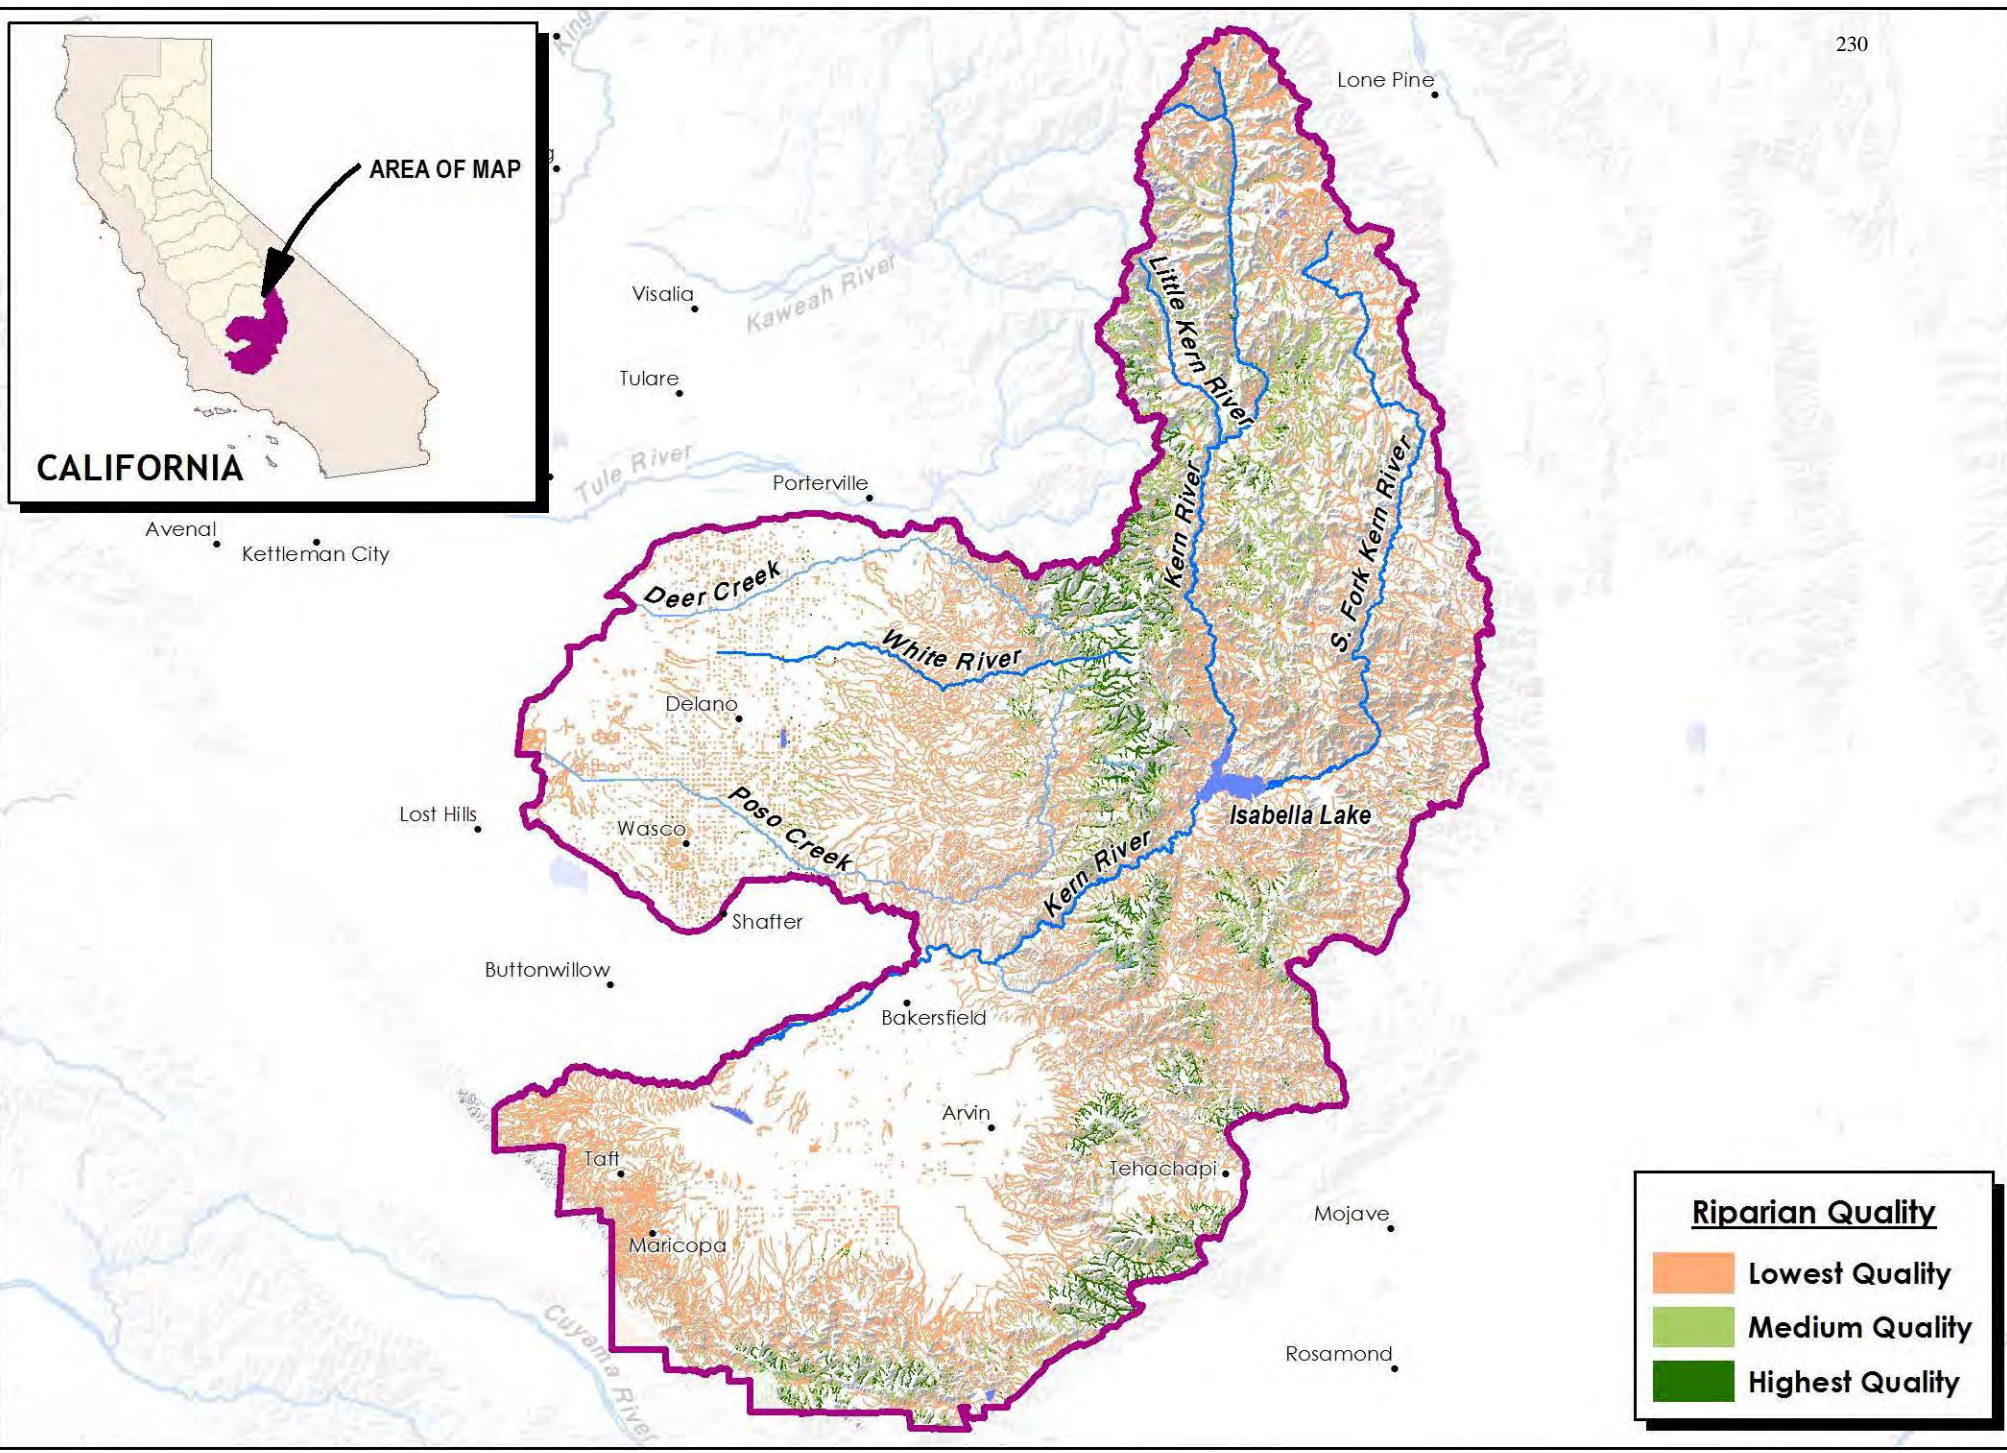 230
AREA OF MAP
CALIFORNIA
Lone Pine
Visalia
Kaweah River
Little Kern River
Tulare
Tule River
Porterville
Kern River
S. Fork Kern River
Avenal
Kettleman City
Deer Creek
White River
Delano
Lost Hills
Wasco
Poso Creek
Isabella Lake
Kern River
Shafter
Buttonwillow
Bakersfield
Arvin
Taft
Tehachapi
Maricopa
Mojave
Cuyama River
Rosamond
Riparian Quality
Lowest Quality
Medium Quality
Highest Quality